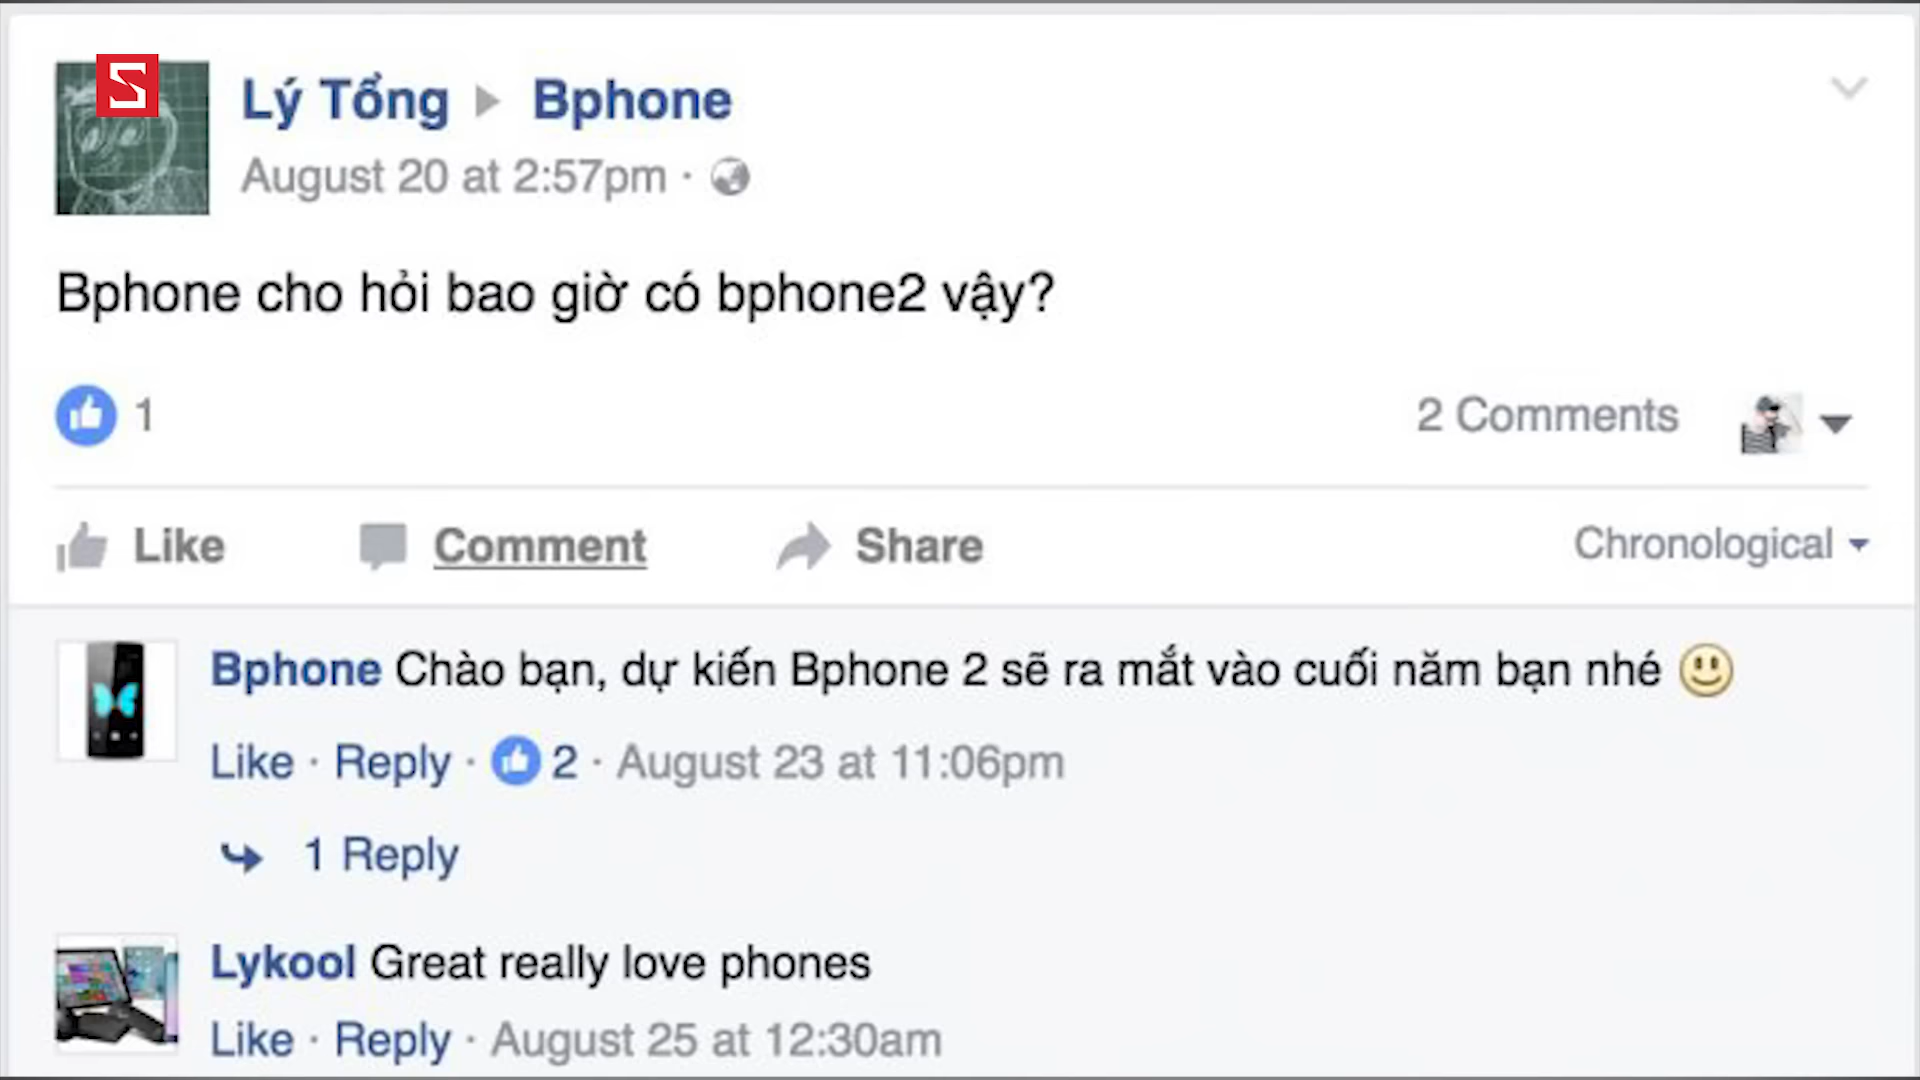 S
Lý Tổng Bphone
August 20 at 2:57pm ·
Bphone cho hỏi bao giờ có bphone2 vậy?
1
2 Comments
Like Comment Share Chronological
Bphone Chào bạn, dự kiến Bphone 2 sẽ ra mắt vào cuối năm bạn nhé
Like · Reply · 2 · August 23 at 11:06pm
1 Reply
Lykool Great really love phones
Like · Reply · August 25 at 12:30am